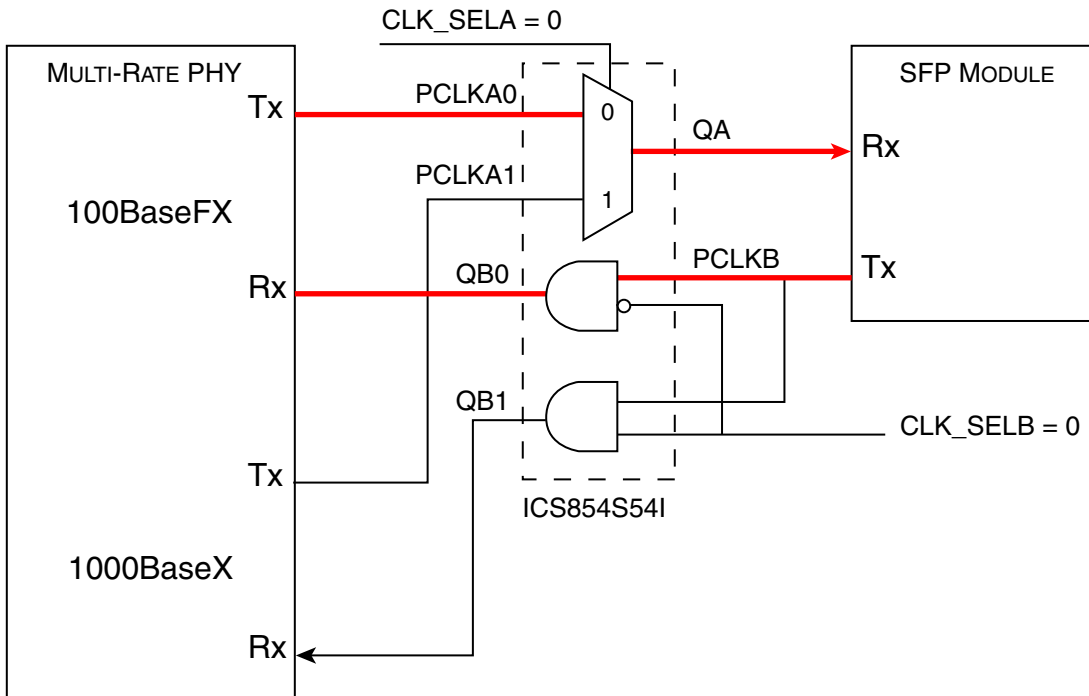 CLK_SELA = 0
MULTI-RATE PHY
SFP MODULE
Tx
PCLKA0
0
QA
Rx
PCLKA1
1
100BaseFX
PCLKB
Tx
QB0
Rx
QB1
CLK_SELB = 0
Tx
ICS854S54I
1000BaseX
Rx